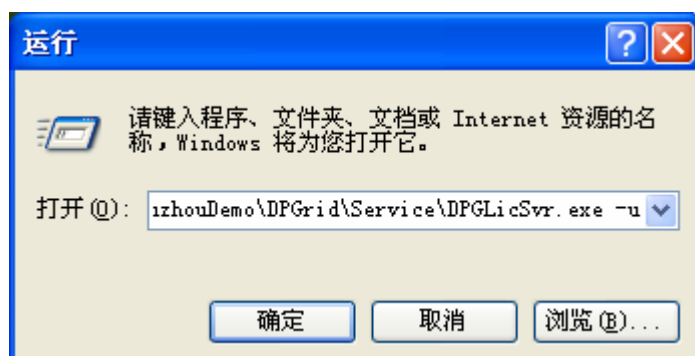 运行
请键入程序、文件夹、文档或 Internet 资源的名
称，Windows 将为您打开它。
打开(O): ızhouDemo\DPGrid\Service\DPGLicSvr.exe -u
确定 取消 浏览(B)...